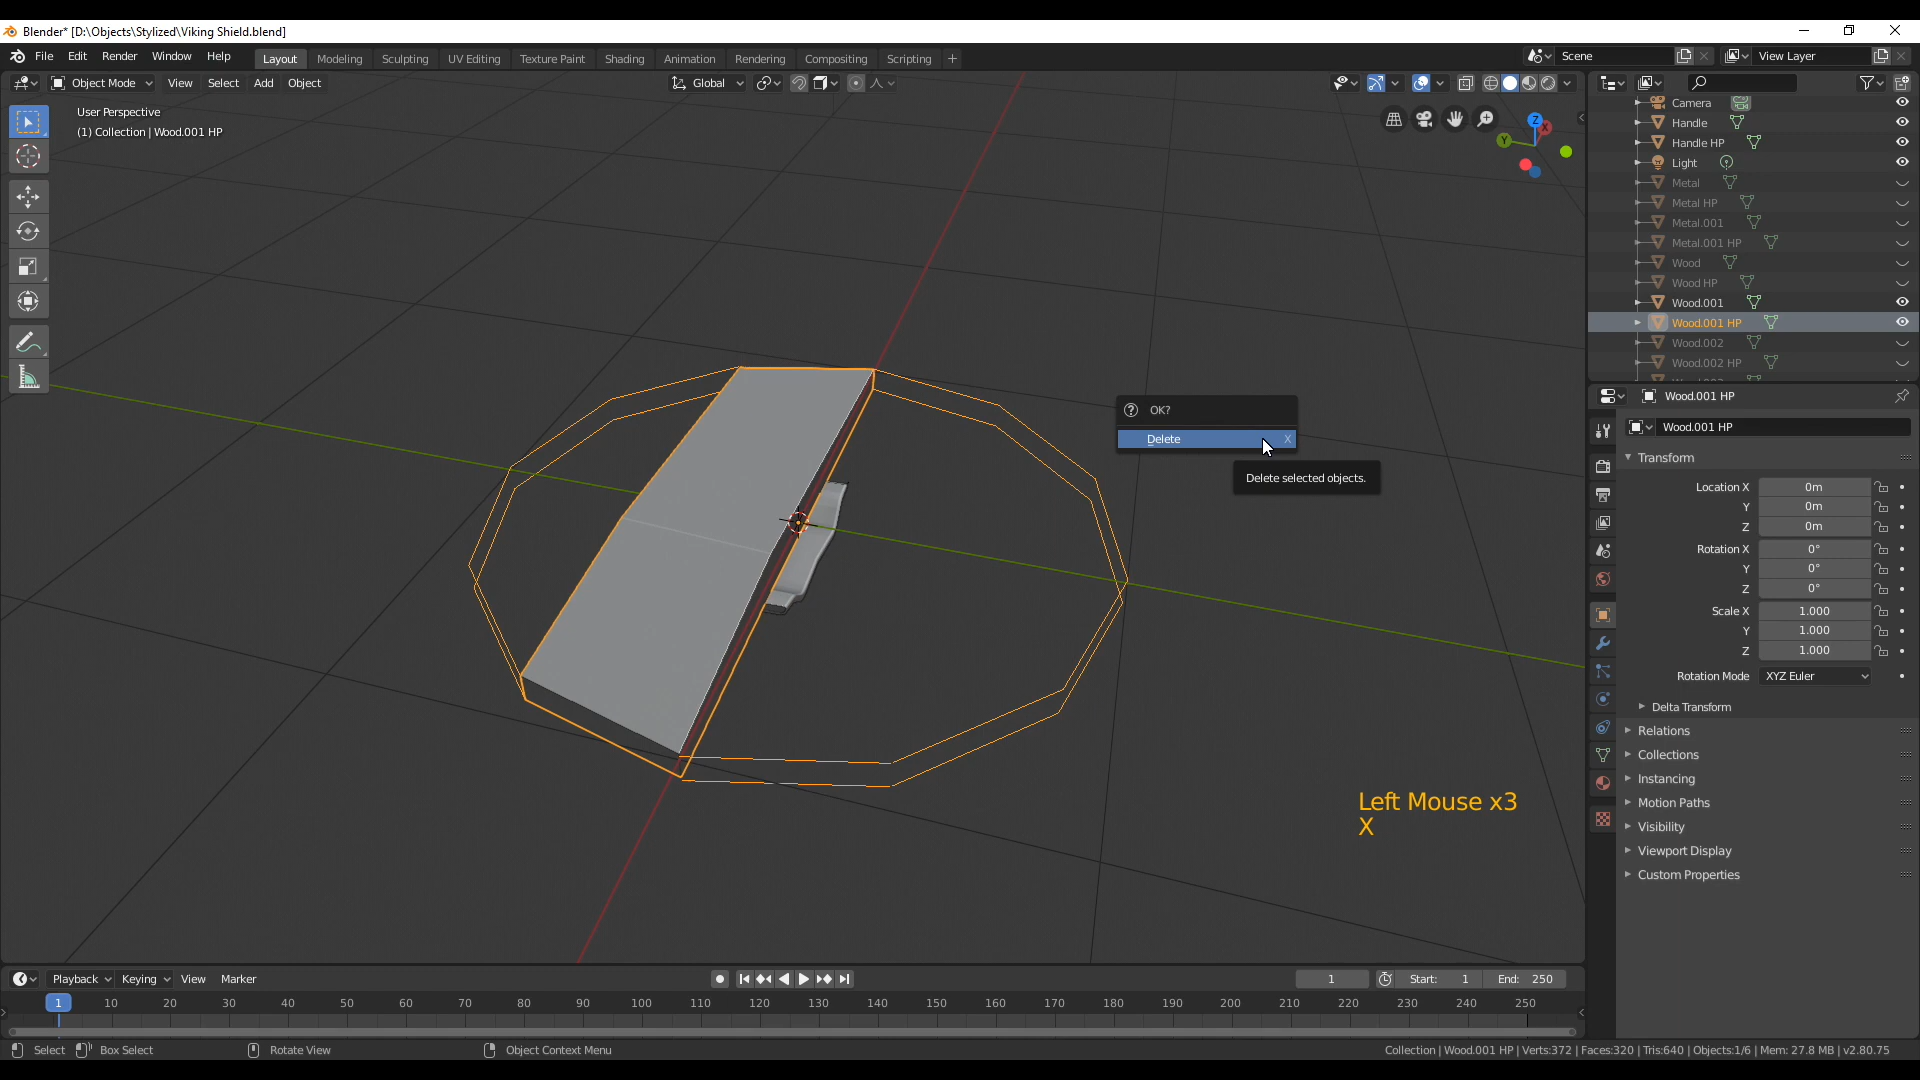 Blender* [D:\Objects\Stylized\Viking Shield.blend]
File Edit Render Window Help Layout Modeling Sculpting UV Editing Texture Paint Shading Animation Rendering Compositing Scripting + Scene View Layer
Object Mode View Select Add Object Global
User Perspective
(1) Collection | Wood.001 HP
Z
X
Y
Camera
Handle
Handle HP
Light
Metal
Metal HP
Metal.001
Metal.001 HP
Wood
Wood HP
Wood.001
Wood.001 HP
Wood.002
Wood.002 HP
OK?
Delete X
Delete selected objects.
Wood.001 HP
Wood.001 HP
Transform
Location X 0m
Y 0m
Z 0m
Rotation X 0°
Y 0°
Z 0°
Scale X 1.000
Y 1.000
Z 1.000
Rotation Mode XYZ Euler
Delta Transform
Relations
Collections
Instancing
Motion Paths
Visibility
Viewport Display
Custom Properties
Left Mouse x3
X
Playback Keying View Marker 1 Start: 1 End: 250
1 10 20 30 40 50 60 70 80 90 100 110 120 130 140 150 160 170 180 190 200 210 220 230 240 250
Select Box Select Rotate View Object Context Menu Collection | Wood.001 HP | Verts:372 | Faces:320 | Tris:640 | Objects:1/6 | Mem: 27.8 MB | v2.80.75